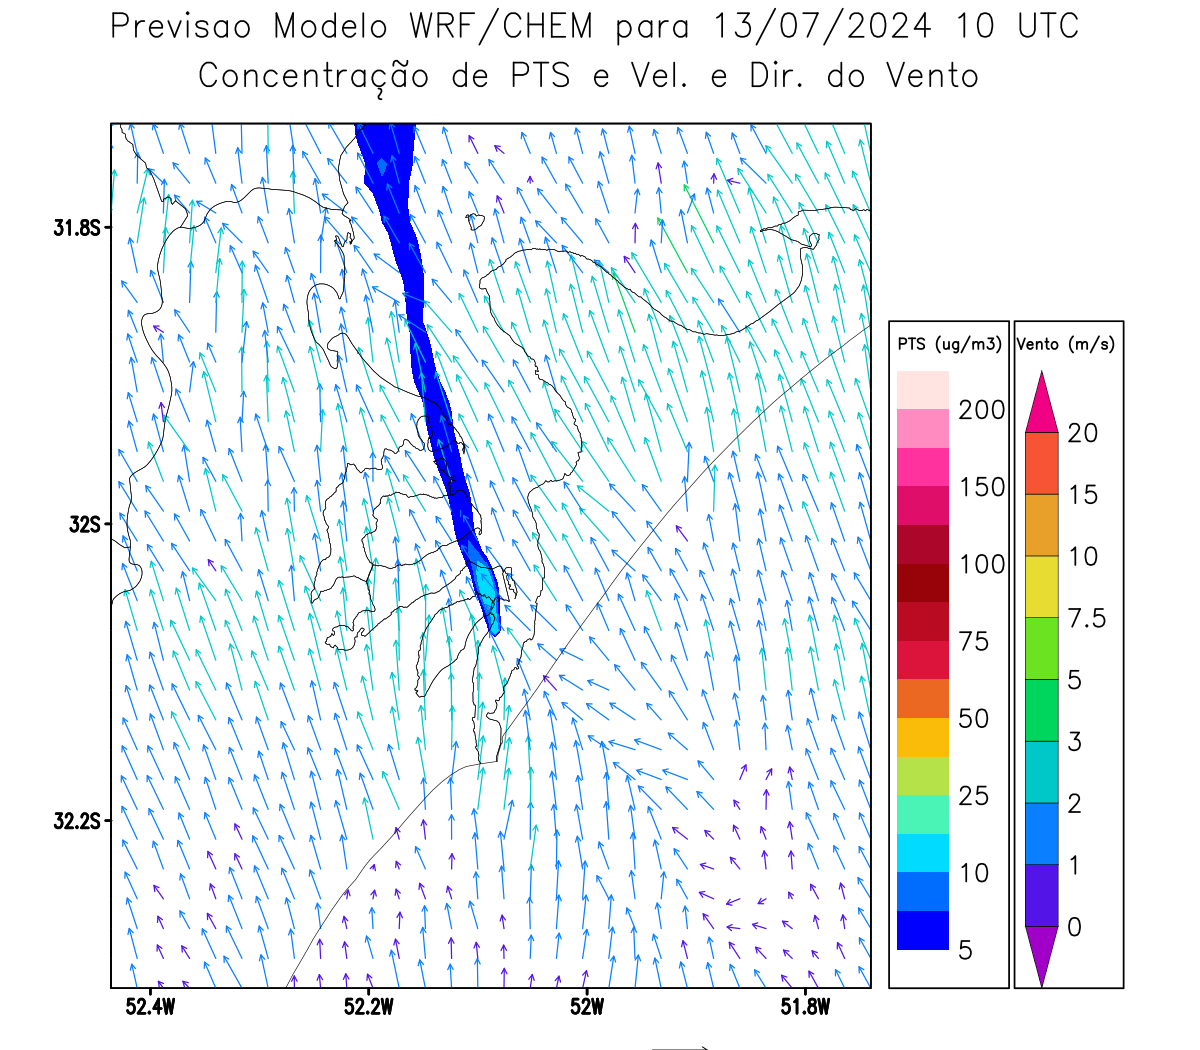 Previsao Modelo WRF/CHEM para 13/07/2024 10 UTC
Concentração de PTS e Vel. e Dir. do Vento
31.8S
32S
32.2S
52.4W
52.2W
52W
51.8W
PTS (ug/m3)
200
150
100
75
50
25
10
5
Vento (m/s)
20
15
10
7.5
5
3
2
1
0